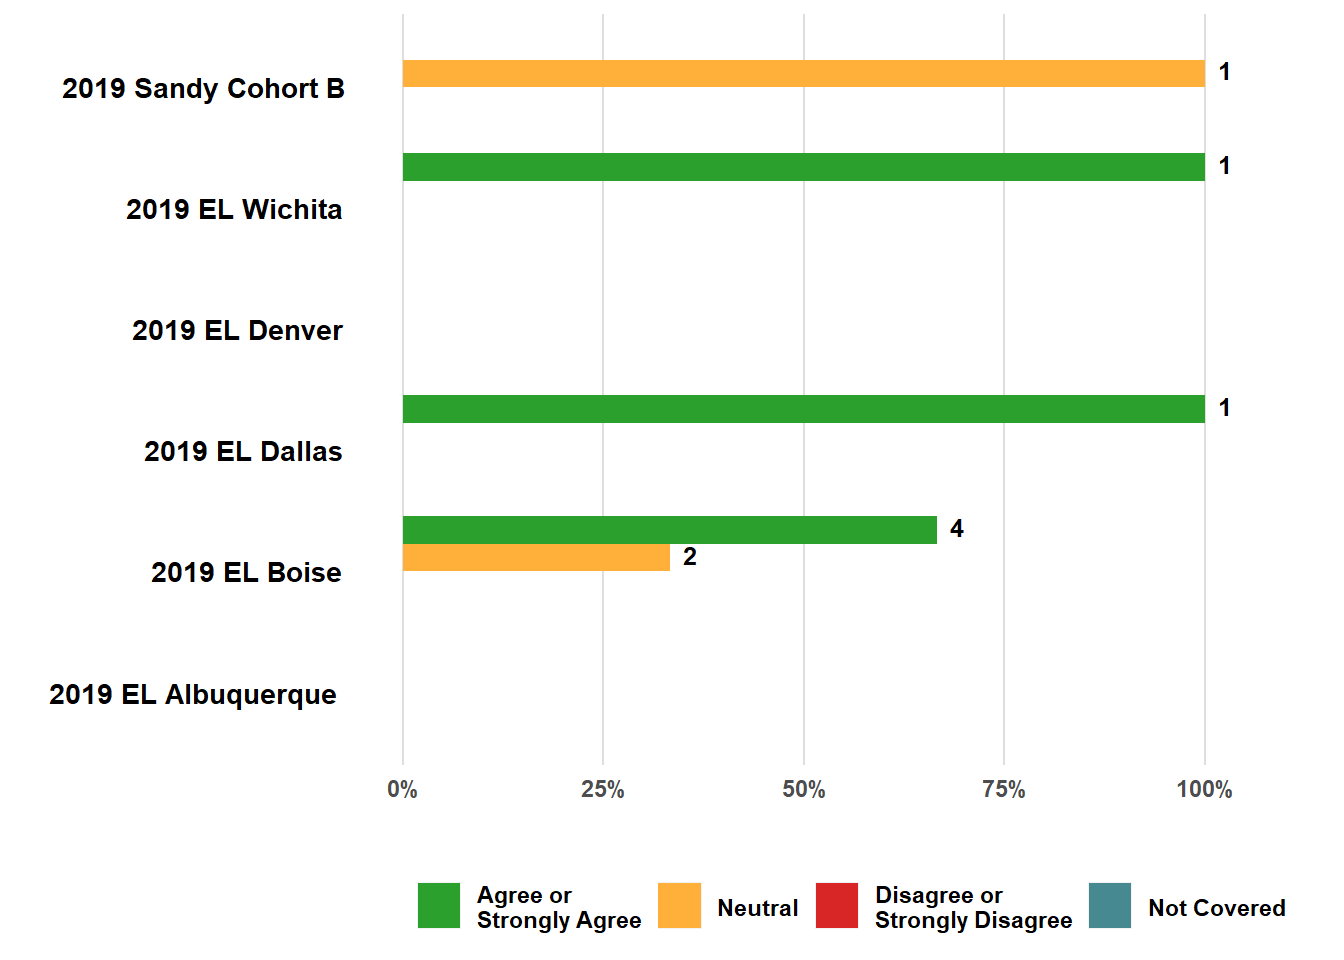 2019 Sandy Cohort B
1
2019 EL Wichita
1
2019 EL Denver
2019 EL Dallas
1
2019 EL Boise
4
2
2019 EL Albuquerque
0%
25%
50%
75%
100%
Agree or
Strongly Agree
Neutral
Disagree or
Strongly Disagree
Not Covered